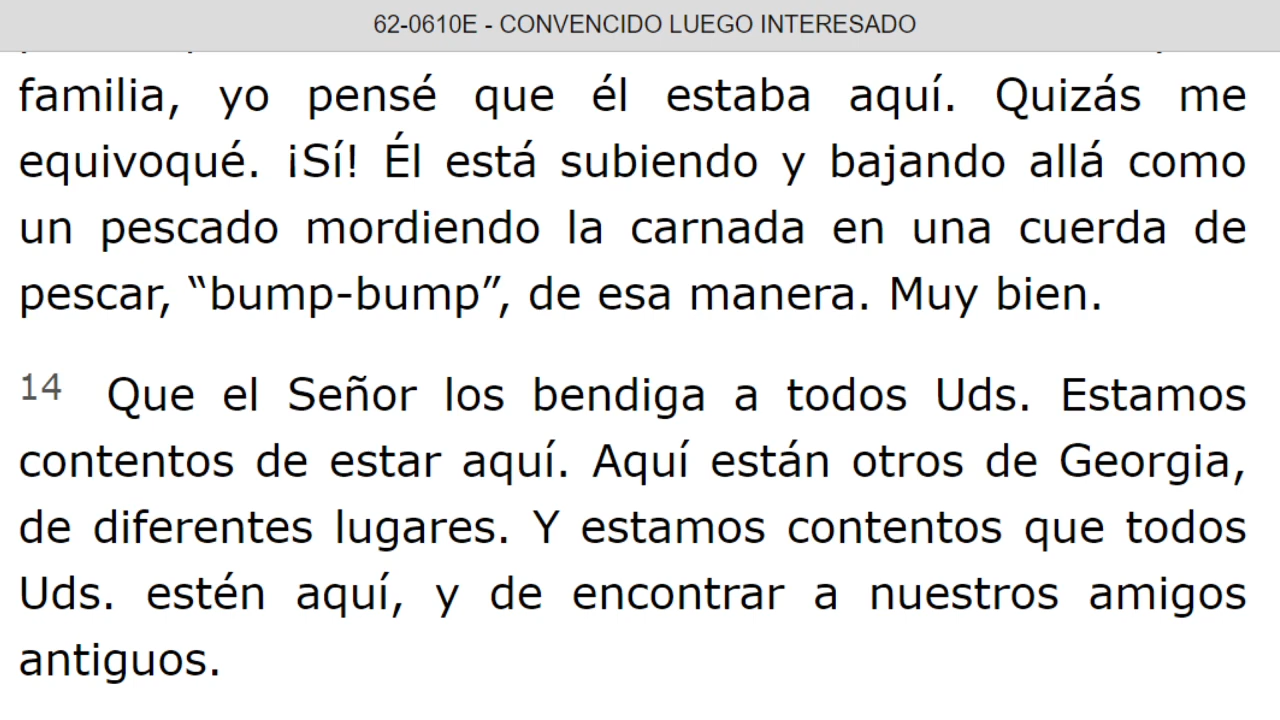 62-0610E - CONVENCIDO LUEGO INTERESADO
familia, yo pensé que él estaba aquí. Quizás me
equivoqué. ¡Sí! Él está subiendo y bajando allá como
un pescado mordiendo la carnada en una cuerda de
pescar, “bump-bump”, de esa manera. Muy bien.
14 Que el Señor los bendiga a todos Uds. Estamos
contentos de estar aquí. Aquí están otros de Georgia,
de diferentes lugares. Y estamos contentos que todos
Uds. estén aquí, y de encontrar a nuestros amigos
antiguos.